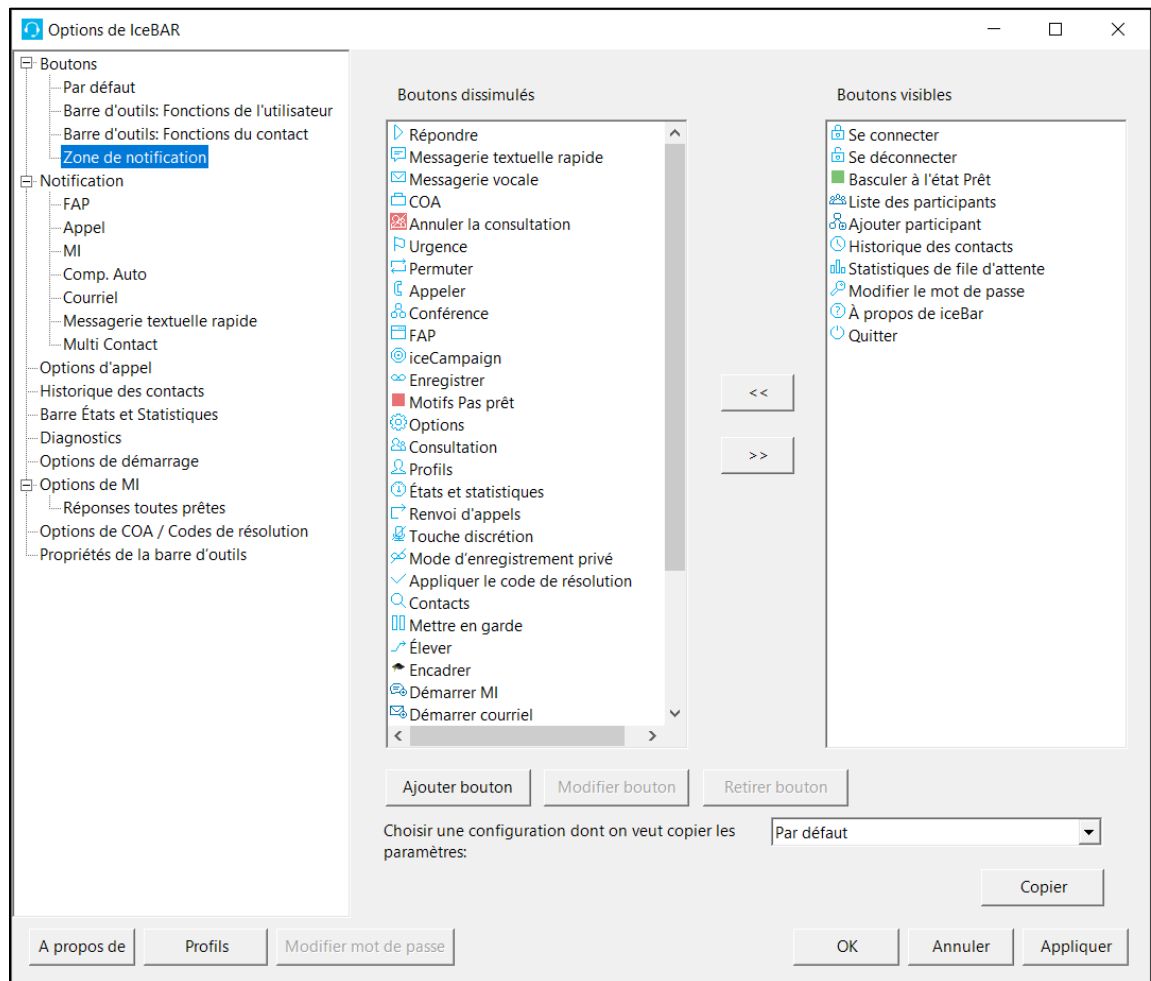 Options de IceBAR
Boutons
Par défaut
Barre d'outils: Fonctions de l'utilisateur
Barre d'outils: Fonctions du contact
Zone de notification
Notification
FAP
Appel
MI
Comp. Auto
Courriel
Messagerie textuelle rapide
Multi Contact
Options d'appel
Historique des contacts
Barre États et Statistiques
Diagnostics
Options de démarrage
Options de MI
Réponses toutes prêtes
Options de COA / Codes de résolution
Propriétés de la barre d'outils
Boutons dissimulés
Répondre
Messagerie textuelle rapide
Messagerie vocale
COA
Annuler la consultation
Urgence
Permuter
Appeler
Conférence
FAP
iceCampaign
Enregistrer
Motifs Pas prêt
Options
Consultation
Profils
États et statistiques
Renvoi d'appels
Touche discrétion
Mode d'enregistrement privé
Appliquer le code de résolution
Contacts
Mettre en garde
Élever
Encadrer
Démarrer MI
Démarrer courriel
<<
>>
Boutons visibles
Se connecter
Se déconnecter
Basculer à l'état Prêt
Liste des participants
Ajouter participant
Historique des contacts
Statistiques de file d'attente
Modifier le mot de passe
À propos de iceBar
Quitter
Ajouter bouton
Modifier bouton
Retirer bouton
Choisir une configuration dont on veut copier les
paramètres:
Par défaut
Copier
A propos de
Profils
Modifier mot de passe
OK
Annuler
Appliquer